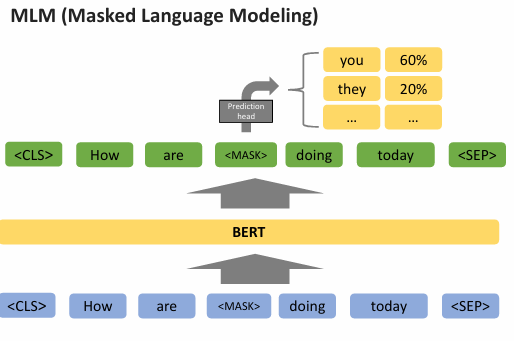 MLM (Masked Language Modeling)
you 60%
they 20%
... ...
Prediction
head
<CLS> How are <MASK> doing today <SEP>
BERT
<CLS> How are <MASK> doing today <SEP>